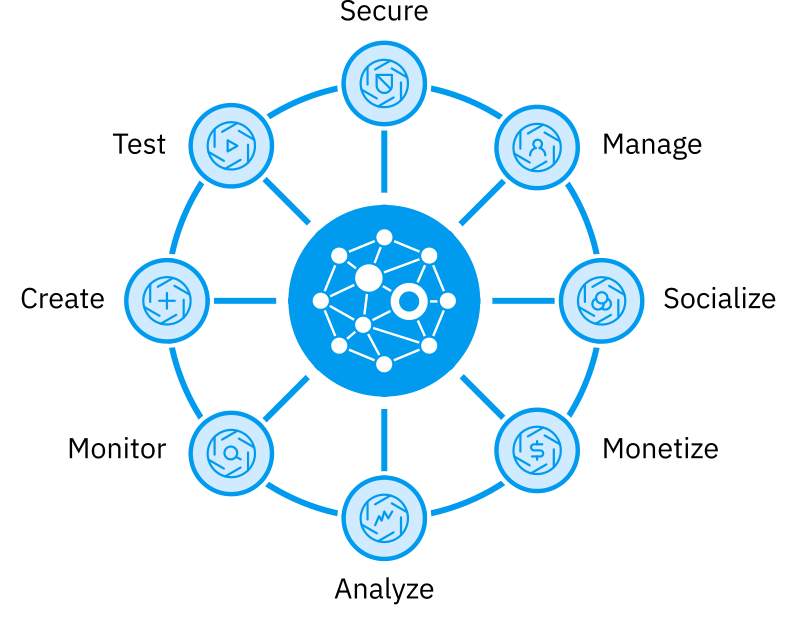 Secure
Test
Manage
Create
Socialize
Monitor
Monetize
Analyze